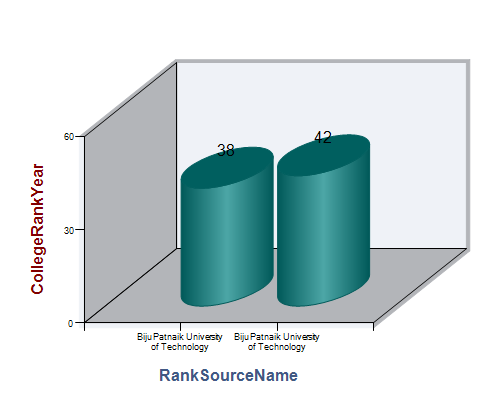 38
42
60
30
0
CollegeRankYear
Biju Patnaik University
of Technology
Biju Patnaik University
of Technology
RankSourceName